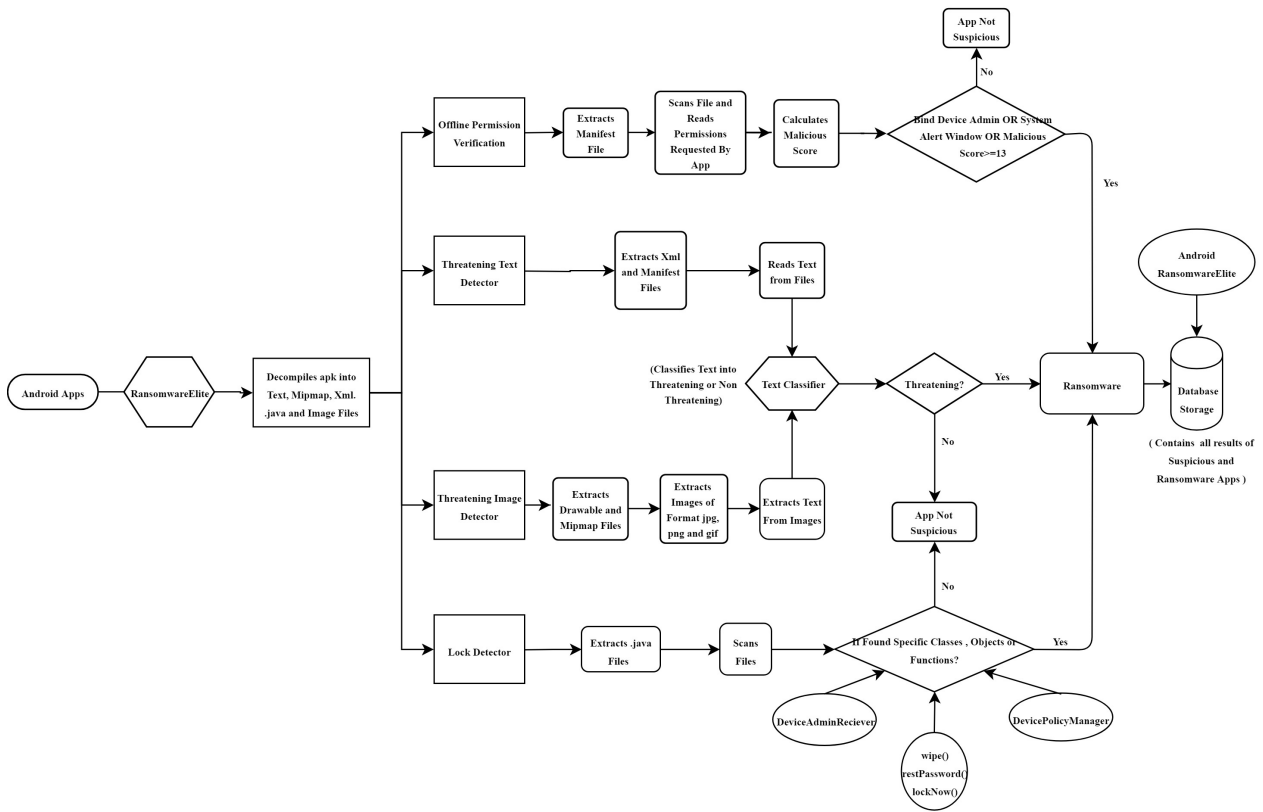 App Not
Suspicious
No
Offline Permission
Verification
Extracts
Manifest
File
Scans File and
Reads
Permissions
Requested By
App
Calculates
Malicious
Score
Bind Device Admin OR System
Alert Window OR Malicious
Score>=13
Yes
Threatening Text
Detector
Extracts Xml
and Manifest
Files
Reads Text
from Files
Android
RansomwareElite
Android Apps
RansomwareElite
Decompiles apk into
Text, Mipmap, Xml.
.java and Image Files
(Classifies Text into
Threatening or Non
Threatening)
Text Classifier
Threatening?
Yes
Ransomware
Database
Storage
( Contains all results of
Suspicious and
Ransomware Apps )
No
Threatening Image
Detector
Extracts
Drawable and
Mipmap Files
Extracts
Images of
Format jpg,
png and gif
Extracts Text
From Images
App Not
Suspicious
No
Lock Detector
Extracts .java
Files
Scans
Files
If Found Specific Classes , Objects or
Functions?
Yes
DeviceAdminReciever
DevicePolicyManager
wipe()
restPassword()
lockNow()